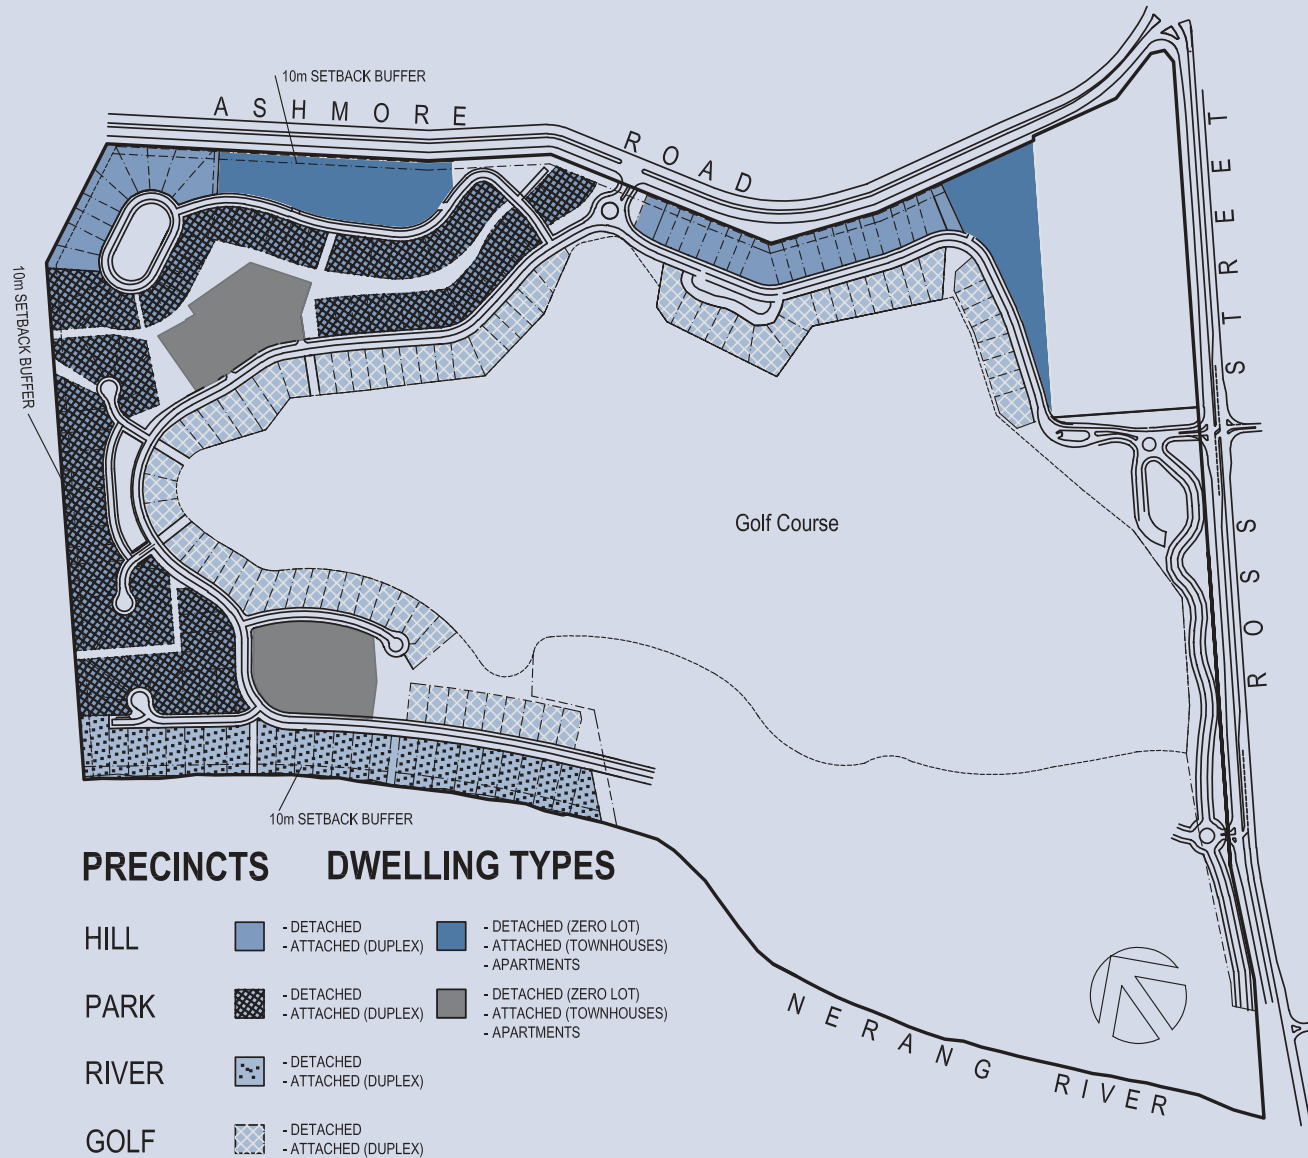 10m SETBACK BUFFER
ASHMORE ROAD
10m SETBACK BUFFER
ROSS STREET
Golf Course
10m SETBACK BUFFER
NERANG RIVER
PRECINCTS DWELLING TYPES
HILL
- DETACHED
- ATTACHED (DUPLEX)
- DETACHED (ZERO LOT)
- ATTACHED (TOWNHOUSES)
- APARTMENTS
PARK
- DETACHED
- ATTACHED (DUPLEX)
- DETACHED (ZERO LOT)
- ATTACHED (TOWNHOUSES)
- APARTMENTS
RIVER
- DETACHED
- ATTACHED (DUPLEX)
GOLF
- DETACHED
- ATTACHED (DUPLEX)